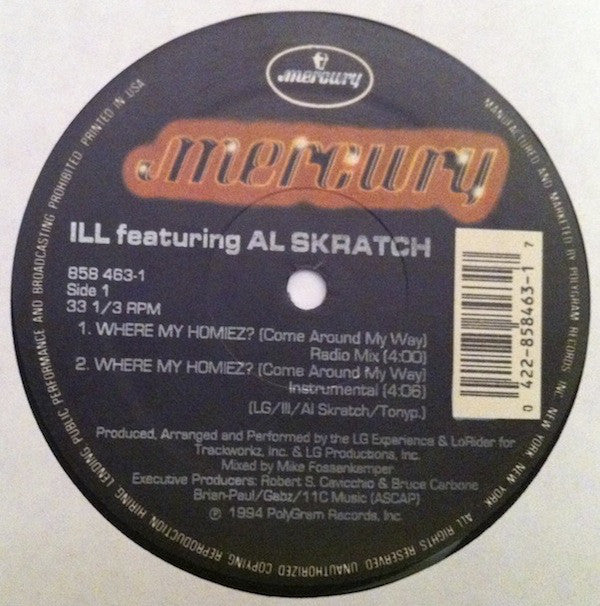 mercury
mercury
ILL featuring AL SKRATCH
858 463-1
Side 1
33 1/3 RPM
1. WHERE MY HOMIEZ? (Come Around My Way)
Radio Mix (4:00)
2. WHERE MY HOMIEZ? (Come Around My Way)
Instrumental (4:06)
(LG/Ill/Al Skratch/Tonyp.)
Produced, Arranged and Performed by the LG Experience & LoRider for
Trackworkz, Inc. & LG Productions, Inc.
Mixed by Mike Fossenkemper.
Executive Producers: Robert S. Cavicchio & Bruce Carbone
Brian-Paul/Gabz/11C Music (ASCAP)
℗ 1994 PolyGram Records, Inc.
0 422-858463-1 7
MANUFACTURED AND MARKETED BY POLYGRAM RECORDS, INC. NEW YORK, NEW YORK. ALL RIGHTS RESERVED. UNAUTHORIZED COPYING REPRODUCTION HIRING LENDING PUBLIC PERFORMANCE AND BROADCASTING PROHIBITED. PRINTED IN USA